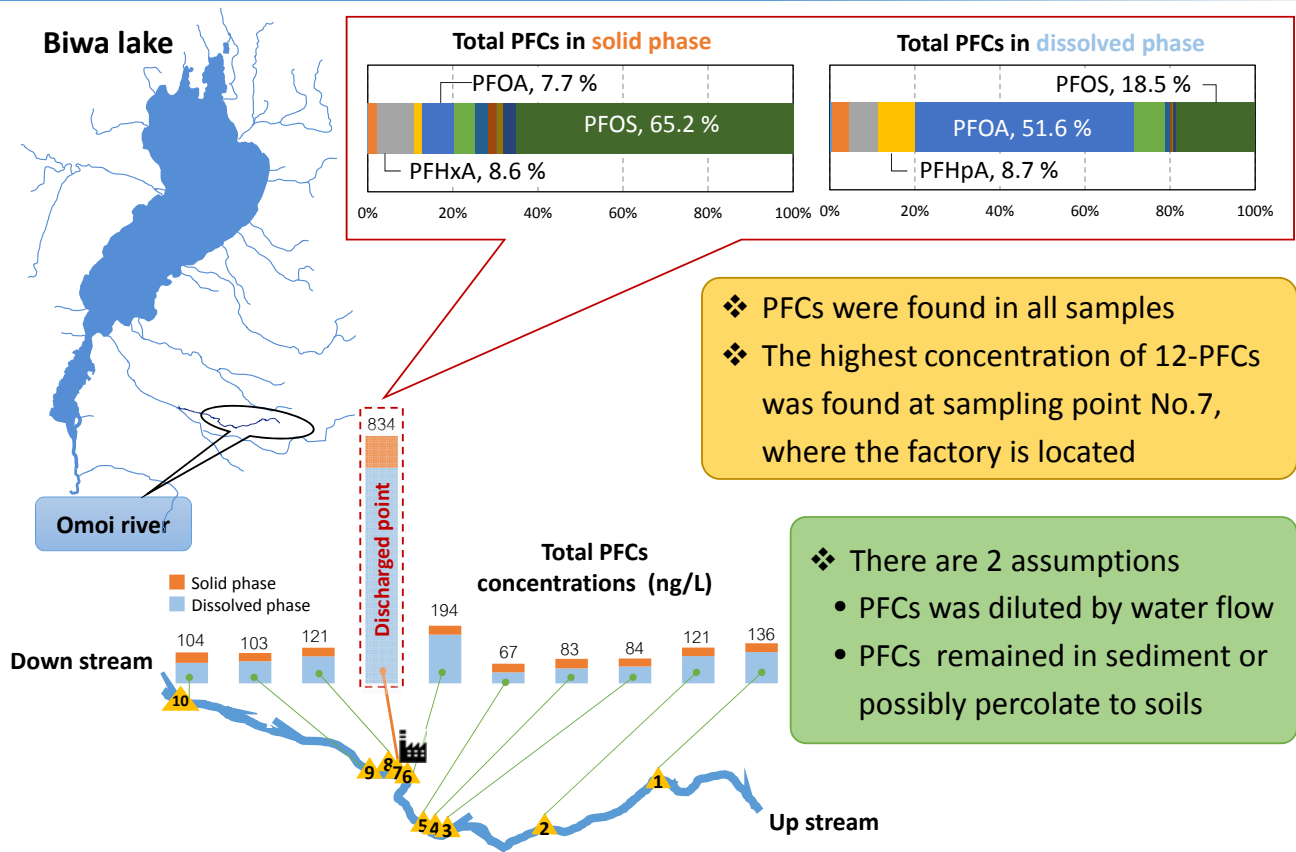 Biwa lake
Total PFCs in solid phase
PFOA, 7.7 %
PFOS, 65.2 %
PFHxA, 8.6 %
0% 20% 40% 60% 80% 100%
Total PFCs in dissolved phase
PFOS, 18.5 %
PFOA, 51.6 %
PFHpA, 8.7 %
0% 20% 40% 60% 80% 100%
❖ PFCs were found in all samples
❖ The highest concentration of 12-PFCs
was found at sampling point No.7,
where the factory is located
Omoi river
❖ There are 2 assumptions
• PFCs was diluted by water flow
• PFCs remained in sediment or
possibly percolate to soils
Total PFCs
concentrations (ng/L)
Solid phase
Dissolved phase
834
Discharged point
104 103 121 194 67 83 84 121 136
Down stream
10 9 8 7 6 5 4 3 2 1
Up stream